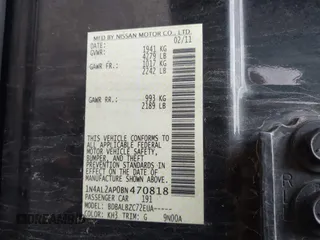 MFD BY NISSAN MOTOR CO., LTD.
DATE: 02/11
GVWR: 1941 KG
4279 LB
GAWR FR.: 1017 KG
2242 LB
GAWR RR.: 993 KG
2189 LB
THIS VEHICLE CONFORMS TO ALL
APPLICABLE FEDERAL MOTOR VEHICLE SAFETY,
BUMPER, AND THEFT PREVENTION
STANDARDS IN EFFECT ON THE
DATE OF MANUFACTURE SHOWN ABOVE.
1N4AL2AP0BN470818
PASSENGER CAR 191
MODEL: BDBALBZC7ZEUA-----
COLOR: KH3 TRIM: G 9N00A